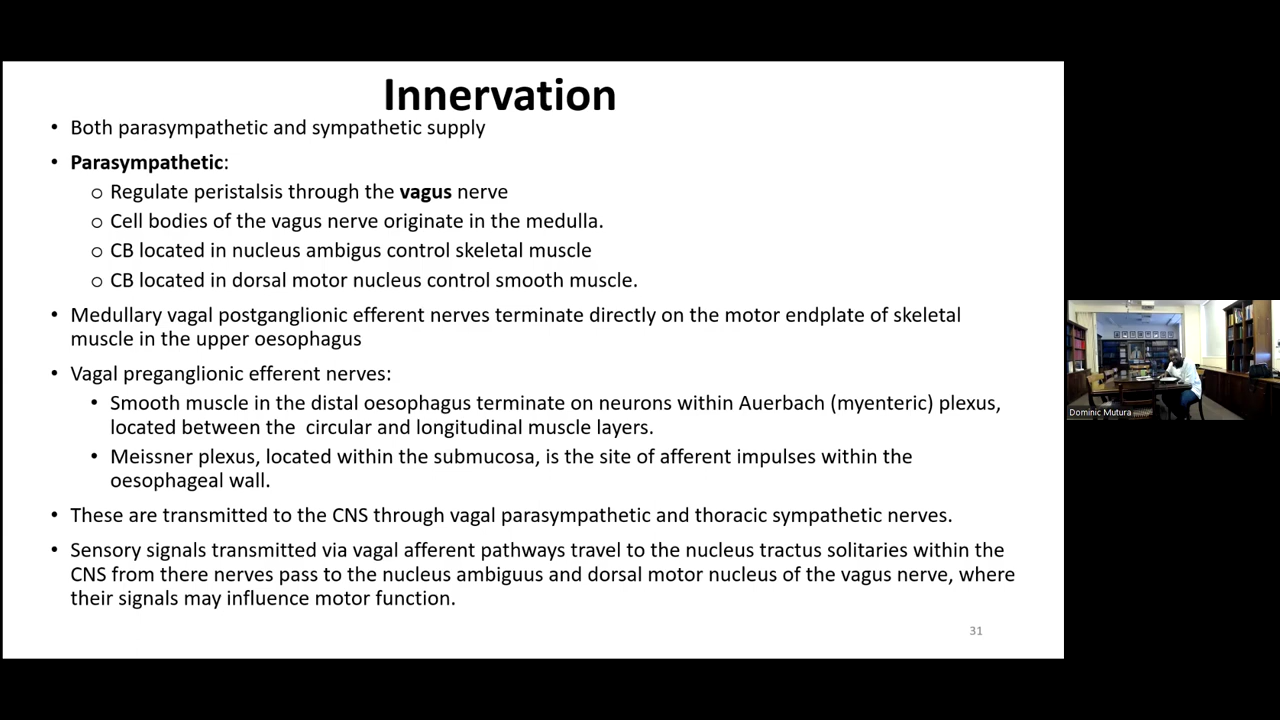 Innervation
• Both parasympathetic and sympathetic supply
• Parasympathetic:
o Regulate peristalsis through the vagus nerve
o Cell bodies of the vagus nerve originate in the medulla.
o CB located in nucleus ambigus control skeletal muscle
o CB located in dorsal motor nucleus control smooth muscle.
• Medullary vagal postganglionic efferent nerves terminate directly on the motor endplate of skeletal
muscle in the upper oesophagus
• Vagal preganglionic efferent nerves:
• Smooth muscle in the distal oesophagus terminate on neurons within Auerbach (myenteric) plexus,
located between the circular and longitudinal muscle layers.
• Meissner plexus, located within the submucosa, is the site of afferent impulses within the
oesophageal wall.
• These are transmitted to the CNS through vagal parasympathetic and thoracic sympathetic nerves.
• Sensory signals transmitted via vagal afferent pathways travel to the nucleus tractus solitaries within the
CNS from there nerves pass to the nucleus ambiguus and dorsal motor nucleus of the vagus nerve, where
their signals may influence motor function.
31
Dominic Mutura